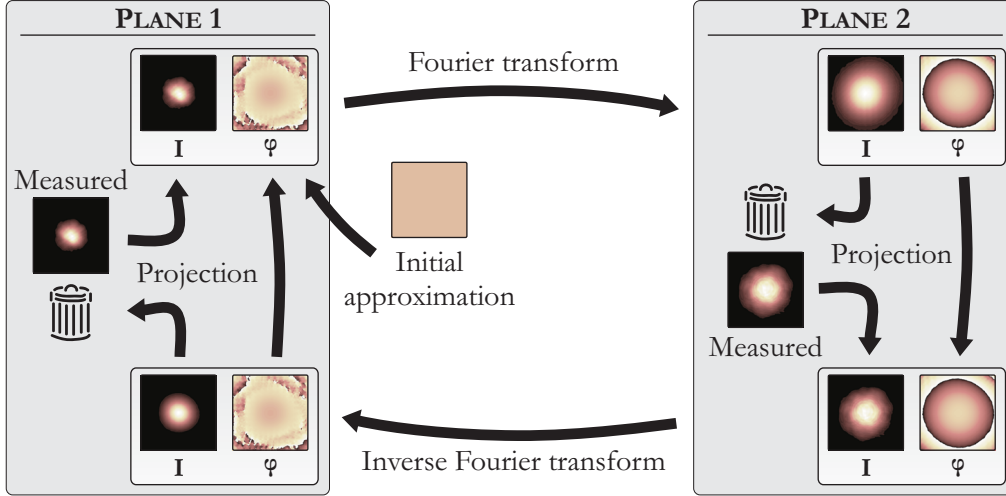 PLANE 1
I φ
Measured
Projection
Fourier transform
Initial
approximation
I φ
Inverse Fourier transform
PLANE 2
I φ
Projection
Measured
I φ